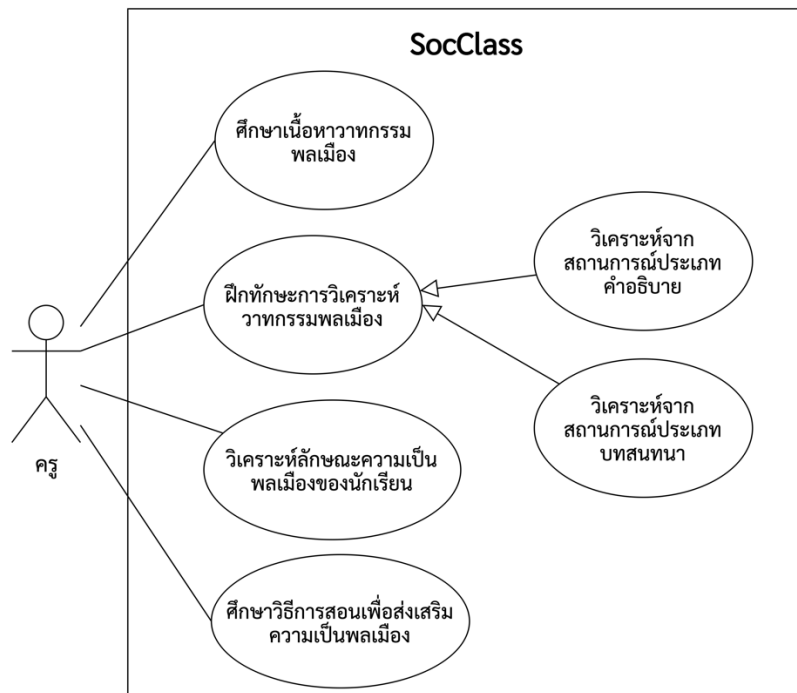 SocClass
ศึกษาเนื้อหาวาทกรรม
พลเมือง
ฝึกทักษะการวิเคราะห์
วาทกรรมพลเมือง
วิเคราะห์จาก
สถานการณ์ประเภท
คำอธิบาย
วิเคราะห์จาก
สถานการณ์ประเภท
บทสนทนา
ครู
วิเคราะห์ลักษณะความเป็น
พลเมืองของนักเรียน
ศึกษาวิธีการสอนเพื่อส่งเสริม
ความเป็นพลเมือง